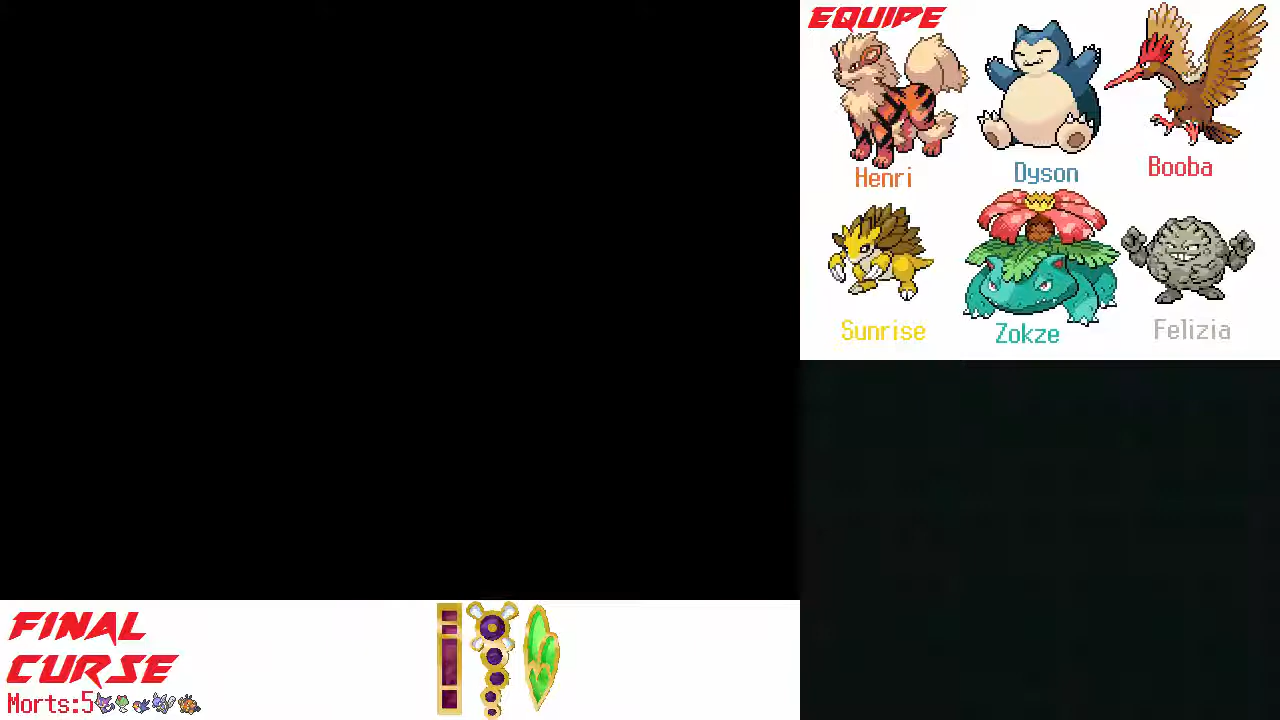 EQUIPE
Henri
Dyson
Booba
Sunrise
Zokze
Felizia
FINAL
CURSE
Morts:5